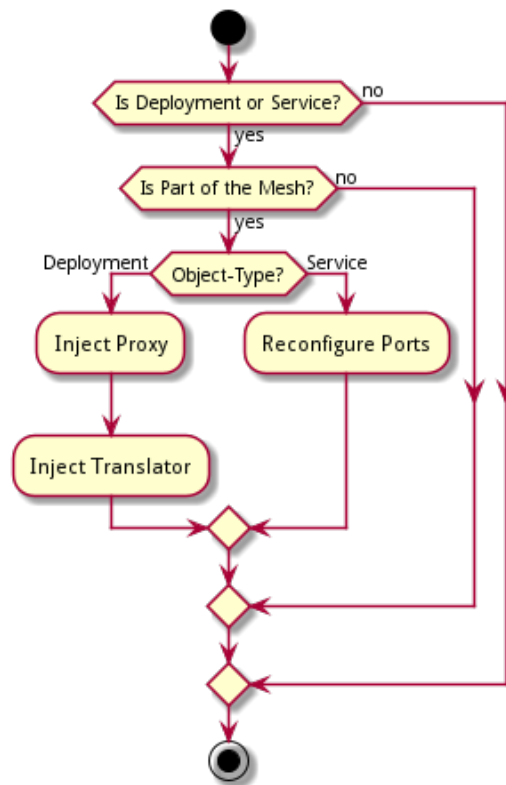 Is Deployment or Service?
no
yes
Is Part of the Mesh?
no
yes
Deployment
Object-Type?
Service
Inject Proxy
Reconfigure Ports
Inject Translator